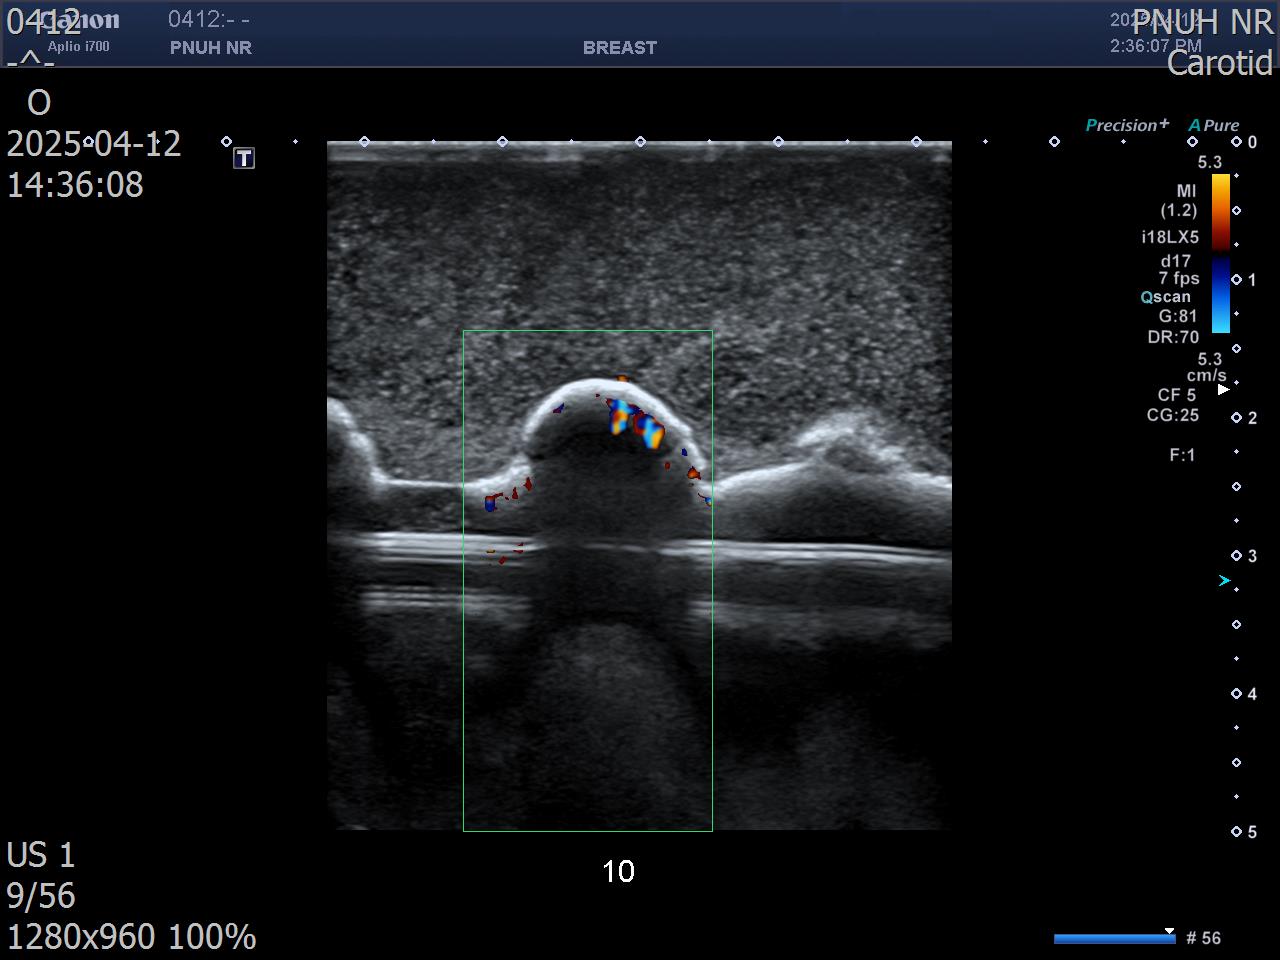 0412
Canon
0412:- -
PNUH NR
Aplio i700
PNUH NR
BREAST
2:36:07 PM
-^-
Carotid
O
2025-04-12
14:36:08
T
Precision+ A Pure
0
5.3
MI
(1.2)
i18LX5
d17
7 fps
1
Qscan
G:81
DR:70
5.3
cm/s
CF 5
CG:25
2
F:1
3
4
5
US 1
9/56
1280x960 100%
10
# 56